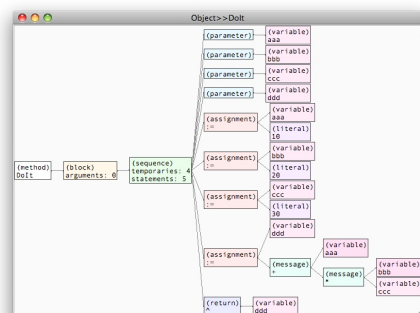 Object>>DoIt
(parameter)
(variable)
aaa
(parameter)
(variable)
bbb
(parameter)
(variable)
ccc
(parameter)
(variable)
ddd
(assignment)
:=
(variable)
aaa
(literal)
10
(assignment)
:=
(variable)
bbb
(literal)
20
(method)
DoIt
(block)
arguments: 0
(sequence)
temporaries: 4
statements: 5
(assignment)
:=
(variable)
ccc
(literal)
30
(variable)
ddd
(assignment)
:=
(message)
+
(variable)
aaa
(message)
*
(variable)
bbb
(variable)
ccc
(return)
^
(variable)
ddd